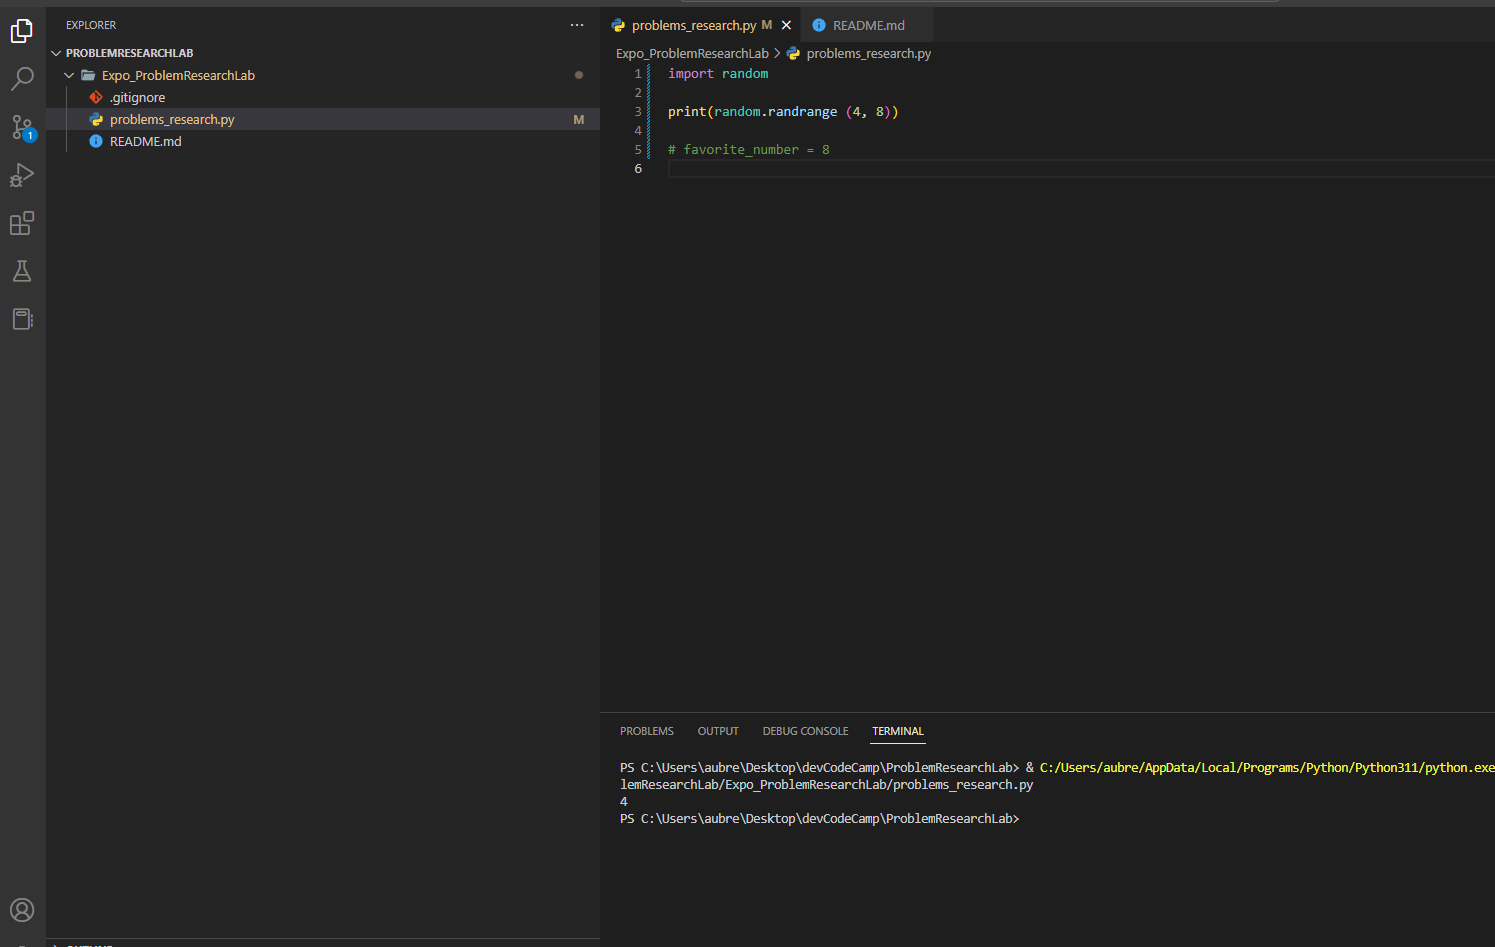 EXPLORER
PROBLEMRESEARCHLAB
Expo_ProblemResearchLab
.gitignore
problems_research.py M
README.md
1
problems_research.py M
README.md
Expo_ProblemResearchLab > problems_research.py
1 import random
2
3 print(random.randrange (4, 8))
4
5 # favorite_number = 8
6
PROBLEMS OUTPUT DEBUG CONSOLE TERMINAL
PS C:\Users\aubre\Desktop\devCodeCamp\ProblemResearchLab> & C:/Users/aubre/AppData/Local/Programs/Python/Python311/python.exe
lemResearchLab/Expo_ProblemResearchLab/problems_research.py
4
PS C:\Users\aubre\Desktop\devCodeCamp\ProblemResearchLab>